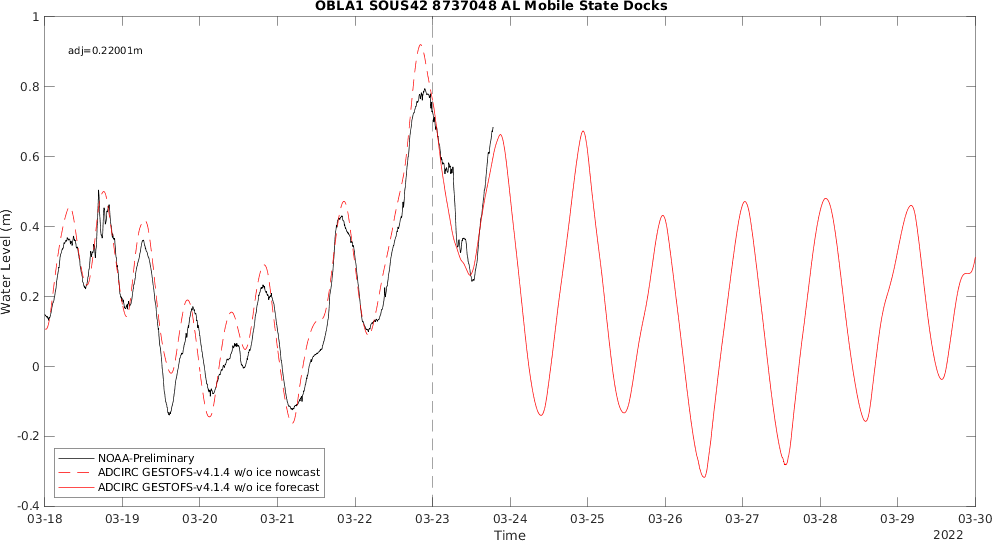 OBLA1 SOUS42 8737048 AL Mobile State Docks
adj=0.22001m
Water Level (m)
1
0.8
0.6
0.4
0.2
0
-0.2
-0.4
NOAA-Preliminary
ADCIRC GESTOFS-v4.1.4 w/o ice nowcast
ADCIRC GESTOFS-v4.1.4 w/o ice forecast
03-18 03-19 03-20 03-21 03-22 03-23 03-24 03-25 03-26 03-27 03-28 03-29 03-30
Time
2022